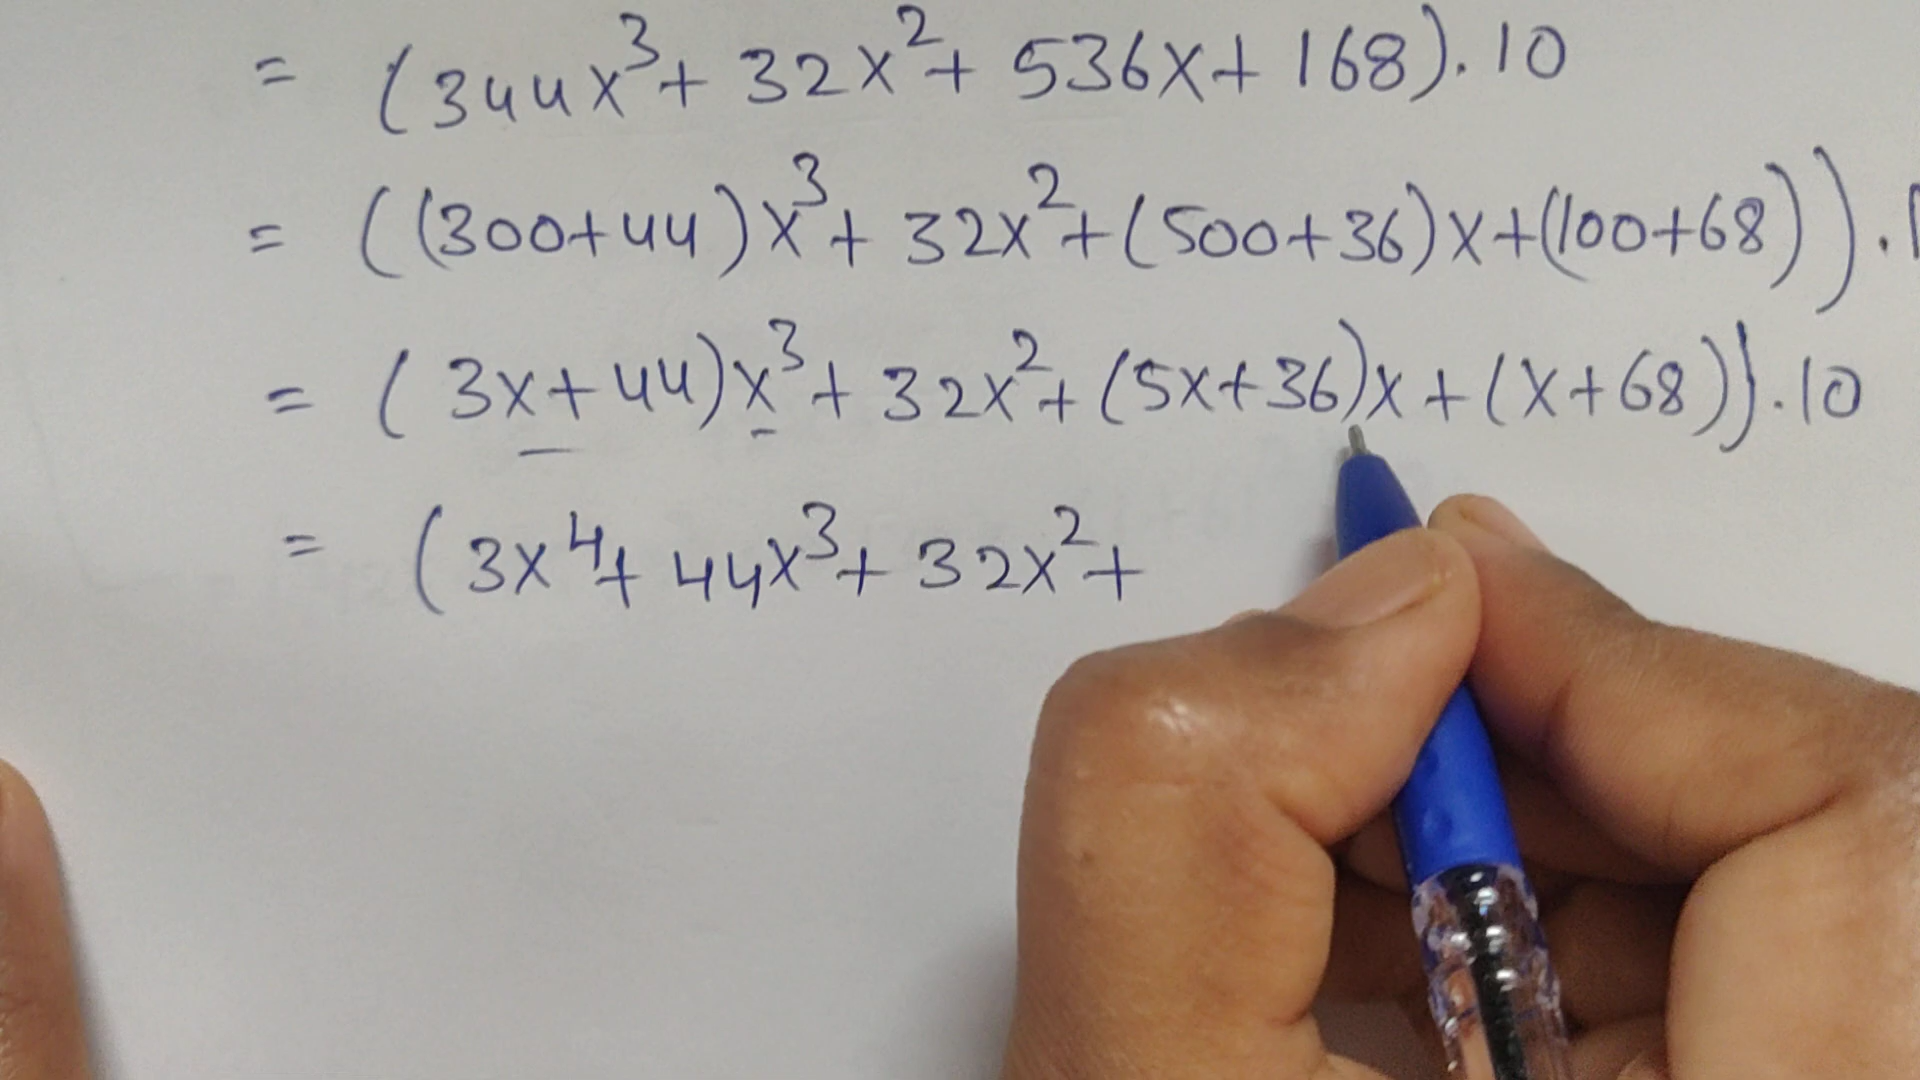 = (344x³+ 32x²+ 536x+ 168).10
= ((300+44)x³+ 32x²+(500+36)x+(100+68)).
= (3x+44)x³+ 32x²+(5x+36)x+(x+68)).10
= (3x⁴+ 44x³+ 32x²+